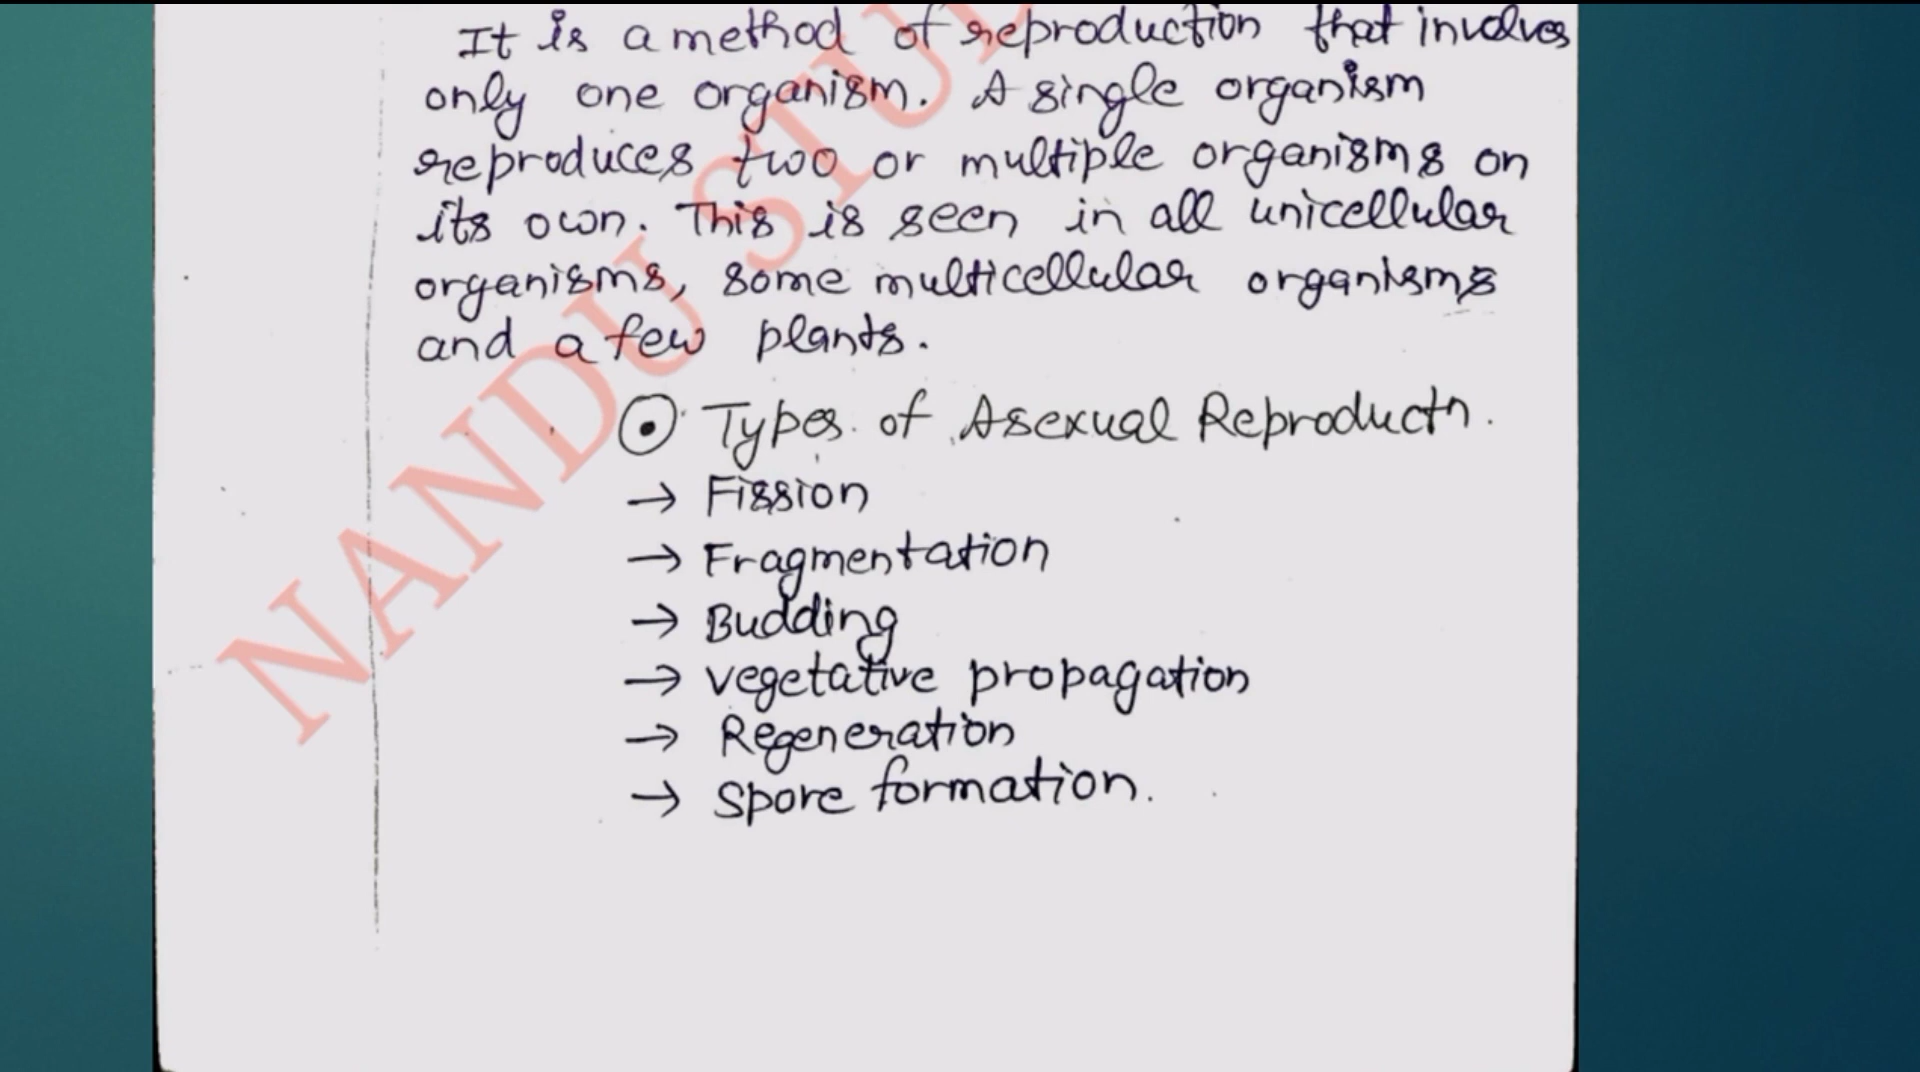 It is a method of reproduction that involves
only one organism. A single organism
reproduces two or multiple organisms on
its own. This is seen in all unicellular
organisms, some multicellular organisms
and a few plants.
Types of Asexual Reproductn.
→ Fission
→ Fragmentation
→ Budding
→ vegetative propagation
→ Regeneration
→ Spore formation.
NANDU STU